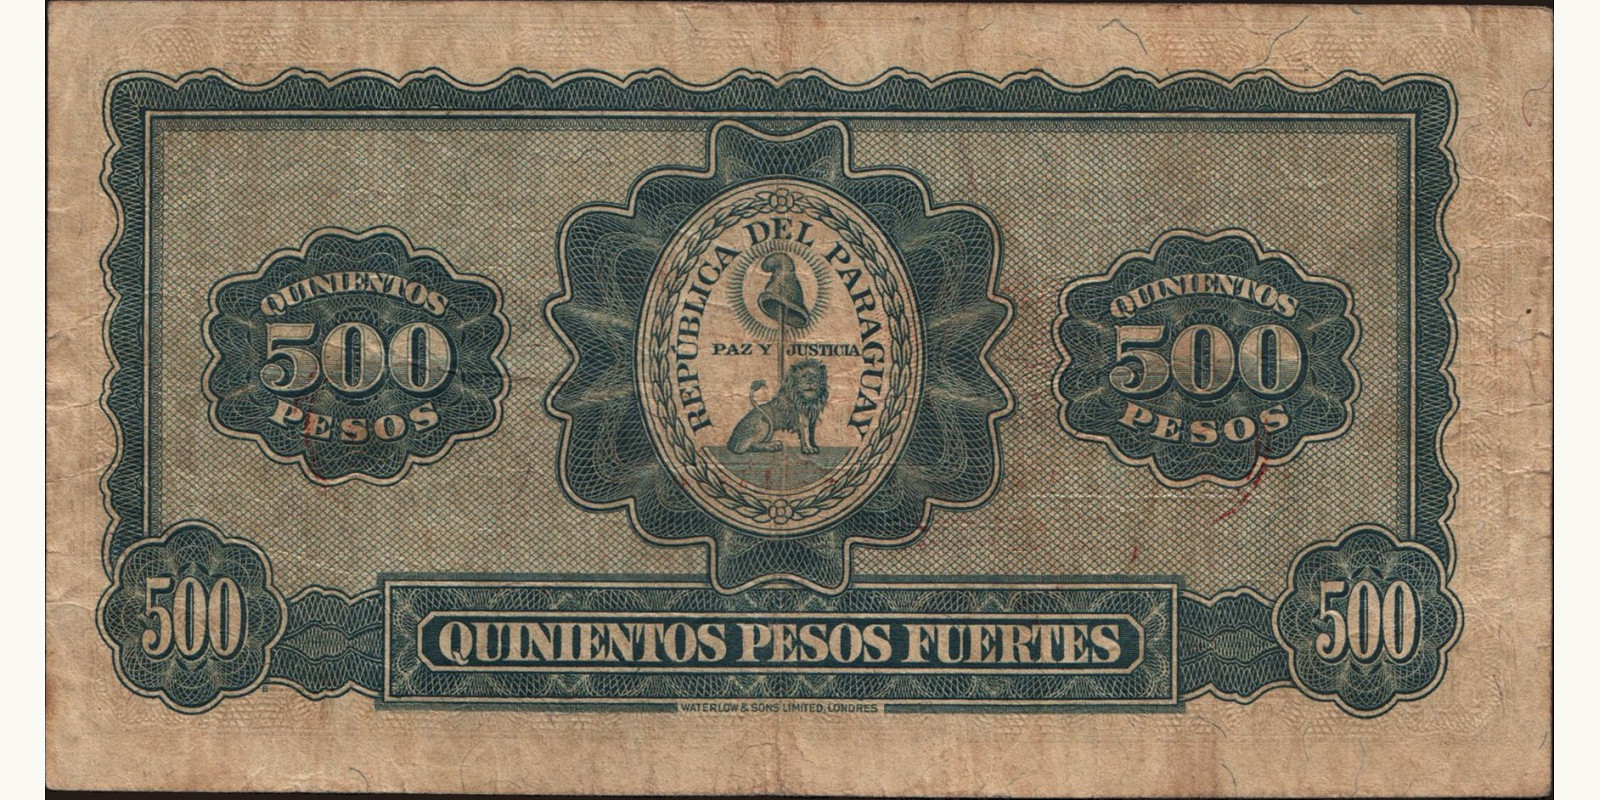 REPUBLICA DEL PARAGUAY
PAZ Y JUSTICIA
QUINIENTOS
500
PESOS
QUINIENTOS
500
PESOS
500
QUINIENTOS PESOS FUERTES
500
WATERLOW & SONS LIMITED, LONDRES